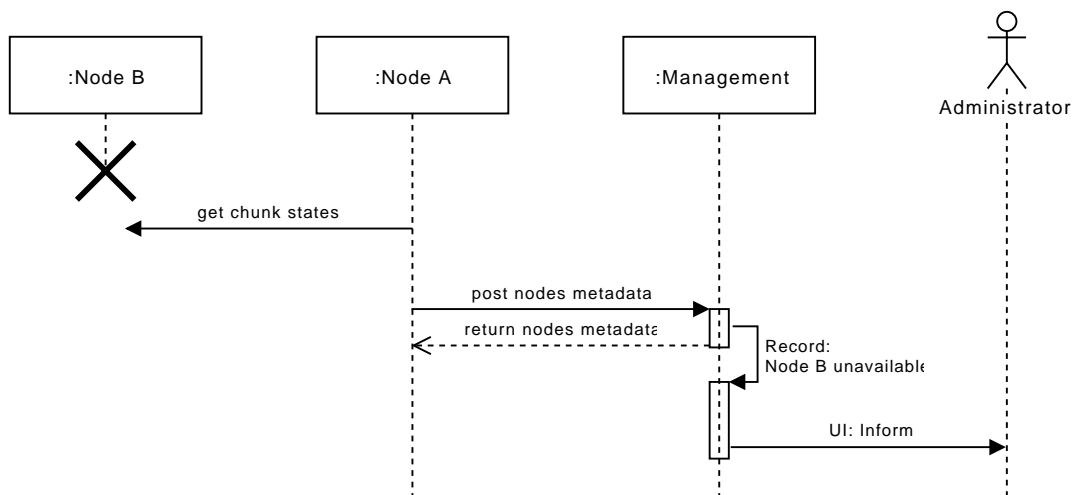 :Node B
:Node A
:Management
Administrator
get chunk states
post nodes metadata
return nodes metadata
Record:
Node B unavailable
UI: Inform